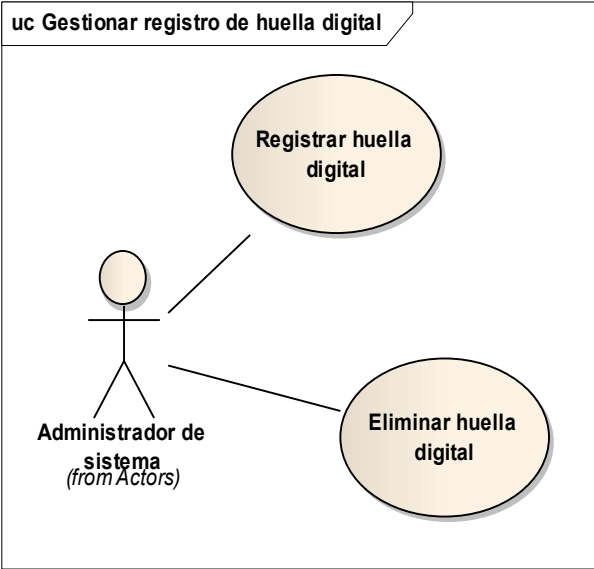 uc Gestionar registro de huella digital
Registrar huella
digital
Administrador de
sistema
(from Actors)
Eliminar huella
digital